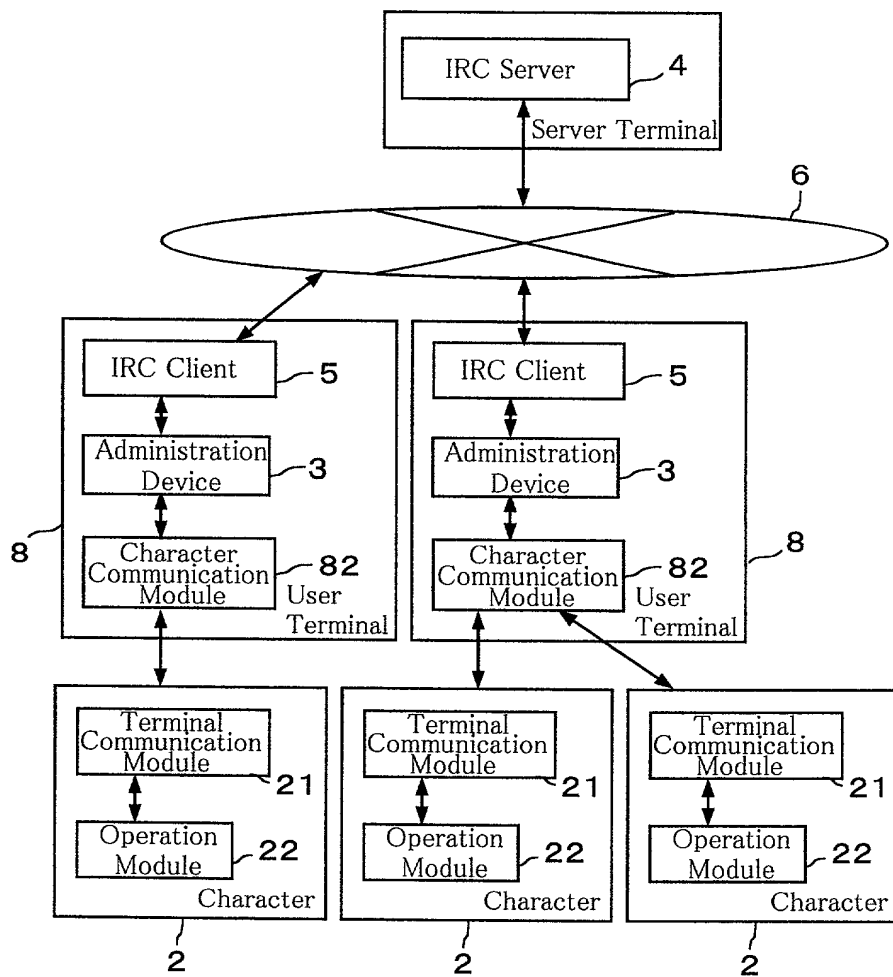 IRC Server
4
Server Terminal
6
IRC Client
5
Administration
Device
3
Character
Communication
Module
82
User
Terminal
8
IRC Client
5
Administration
Device
3
Character
Communication
Module
82
User
Terminal
8
Terminal
Communication
Module
21
Operation
Module
22
Character
2
Terminal
Communication
Module
21
Operation
Module
22
Character
2
Terminal
Communication
Module
21
Operation
Module
22
Character
2